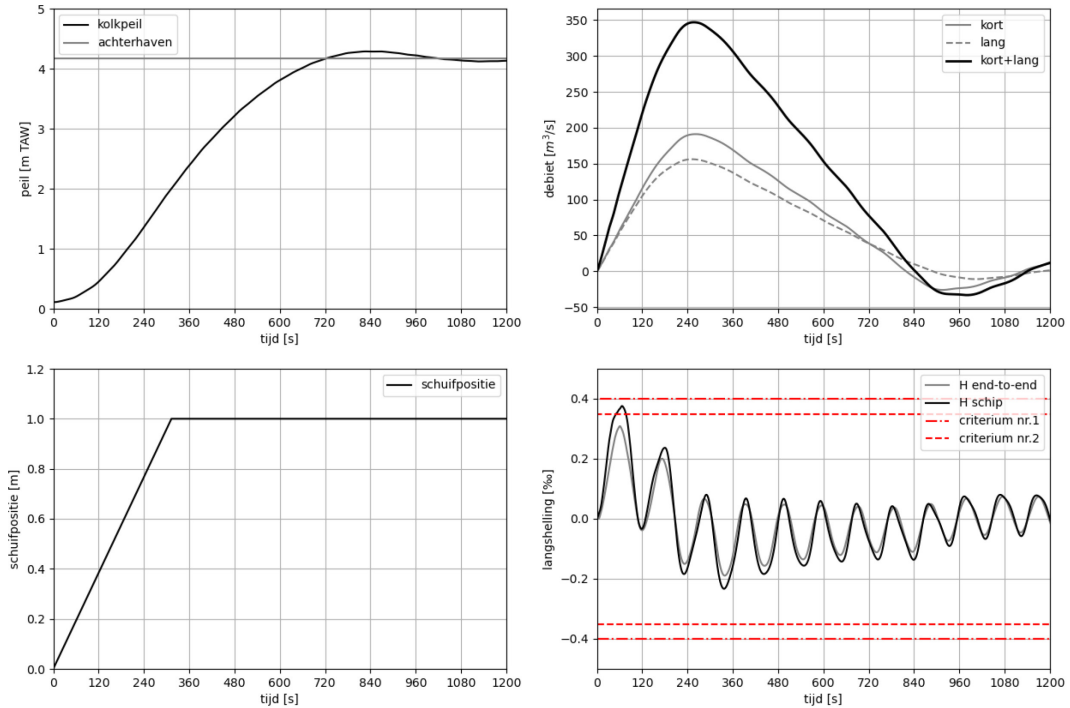 peil [m TAW]
5
4
3
2
1
0
kolkpeil
achterhaven
0 120 240 360 480 600 720 840 960 1080 1200
tijd [s]
debiet [m³/s]
350
300
250
200
150
100
50
0
−50
kort
lang
kort+lang
0 120 240 360 480 600 720 840 960 1080 1200
tijd [s]
schuifpositie [m]
1.2
1.0
0.8
0.6
0.4
0.2
0.0
schuifpositie
0 120 240 360 480 600 720 840 960 1080 1200
tijd [s]
langshelling [‰]
0.4
0.2
0.0
−0.2
−0.4
H end-to-end
H schip
criterium nr.1
criterium nr.2
0 120 240 360 480 600 720 840 960 1080 1200
tijd [s]